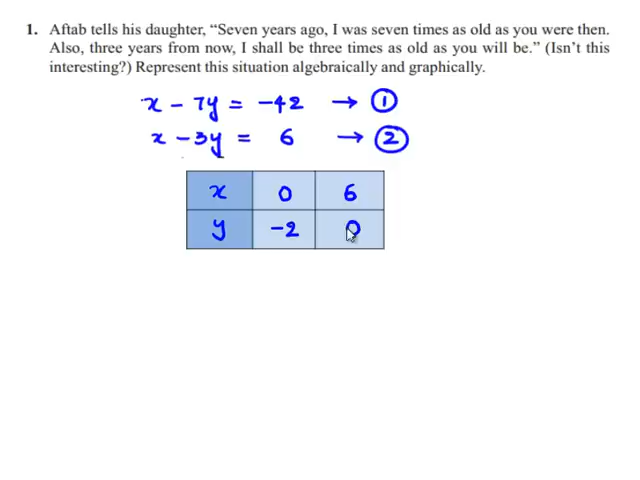 1. Aftab tells his daughter, “Seven years ago, I was seven times as old as you were then.
Also, three years from now, I shall be three times as old as you will be.” (Isn't this
interesting?) Represent this situation algebraically and graphically.
x - 7y = -42 → ①
x - 3y = 6 → ②
x 0 6
y -2 0